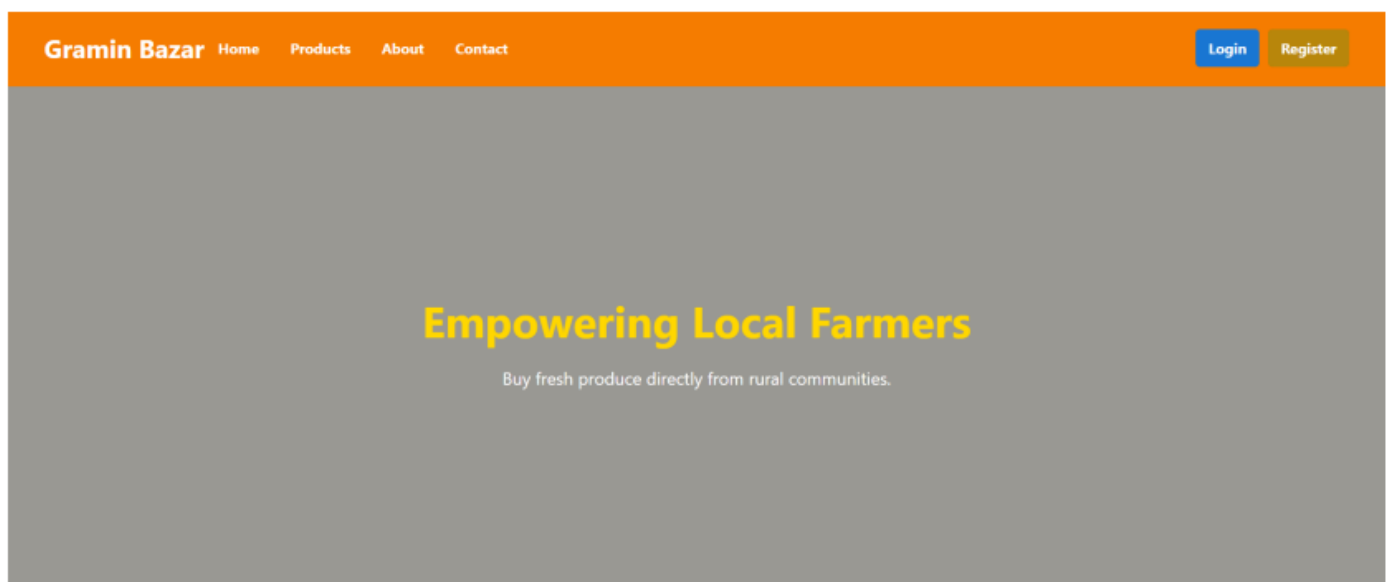 Gramin Bazar Home Products About Contact Login Register
Empowering Local Farmers
Buy fresh produce directly from rural communities.